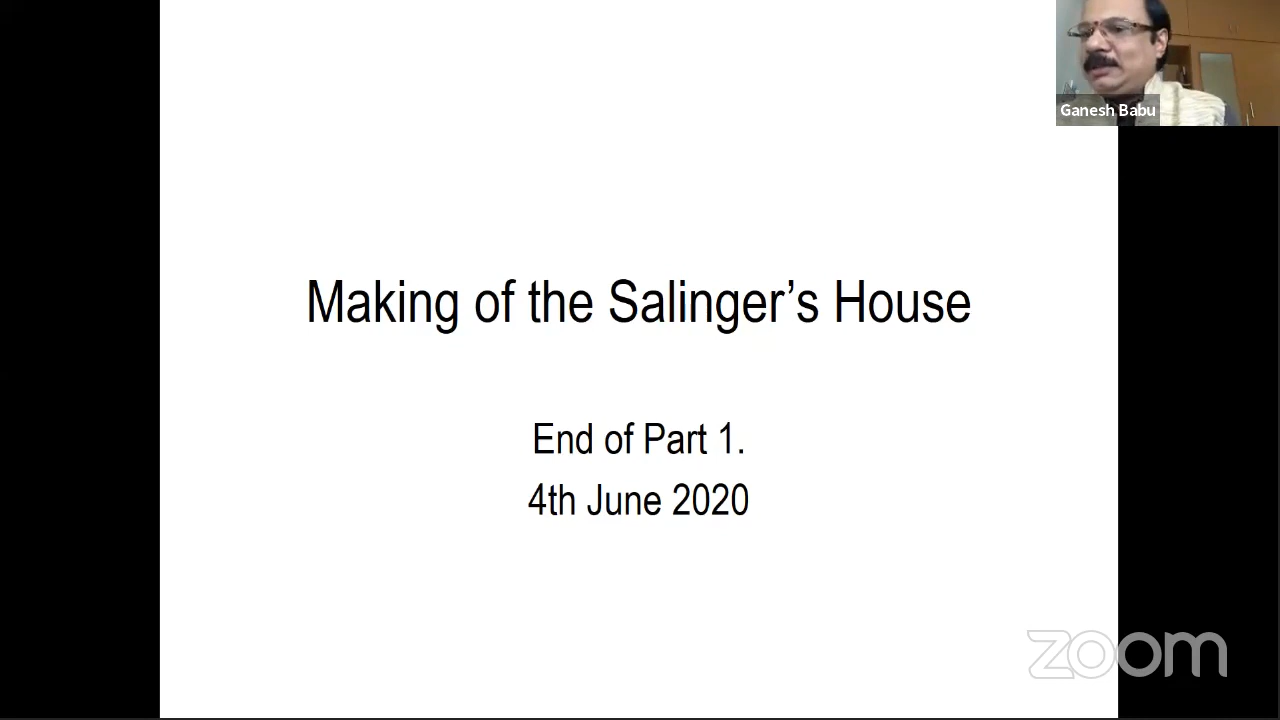 Ganesh Babu
Making of the Salinger’s House
End of Part 1.
4th June 2020
zoom